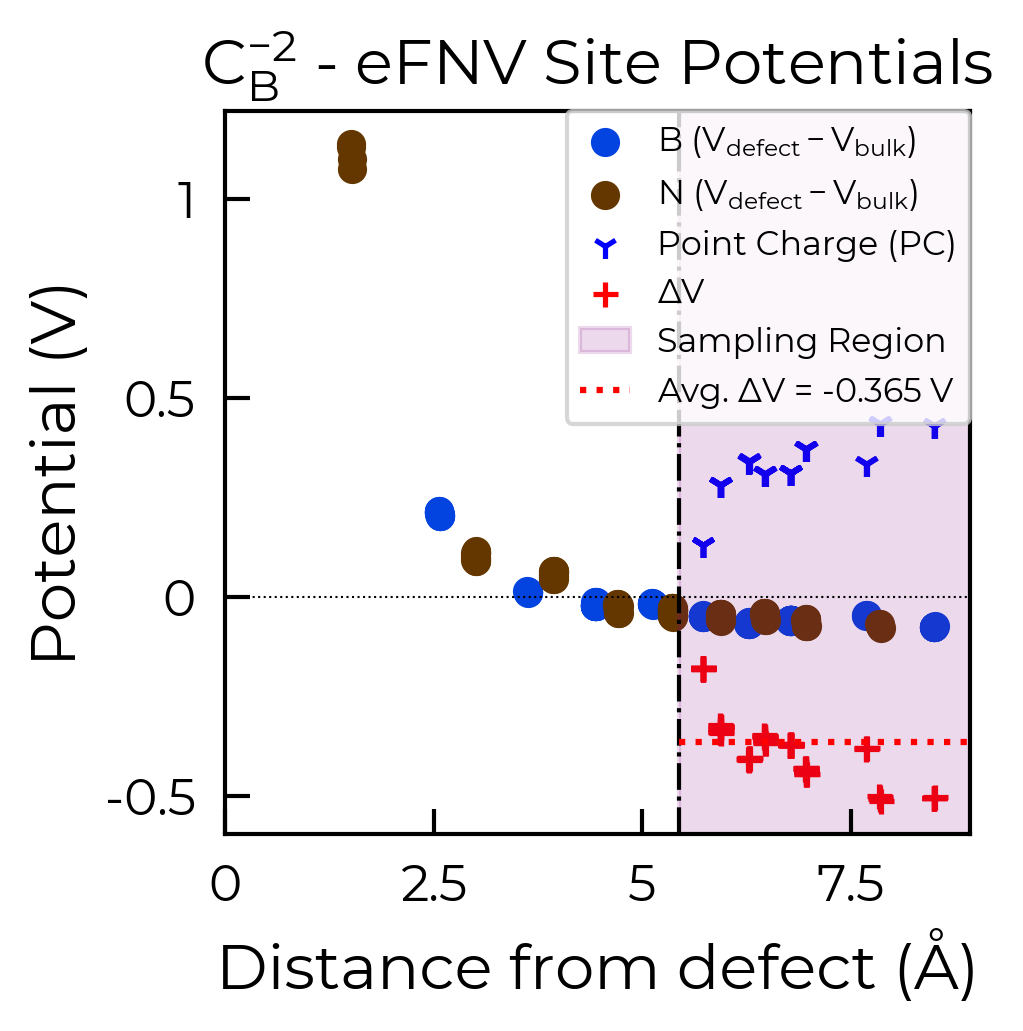 C_B^−2 - eFNV Site Potentials
B (V_defect − V_bulk)
N (V_defect − V_bulk)
Point Charge (PC)
ΔV
Sampling Region
Avg. ΔV = -0.365 V
Potential (V)
1
0.5
0
-0.5
0 2.5 5 7.5
Distance from defect (Å)